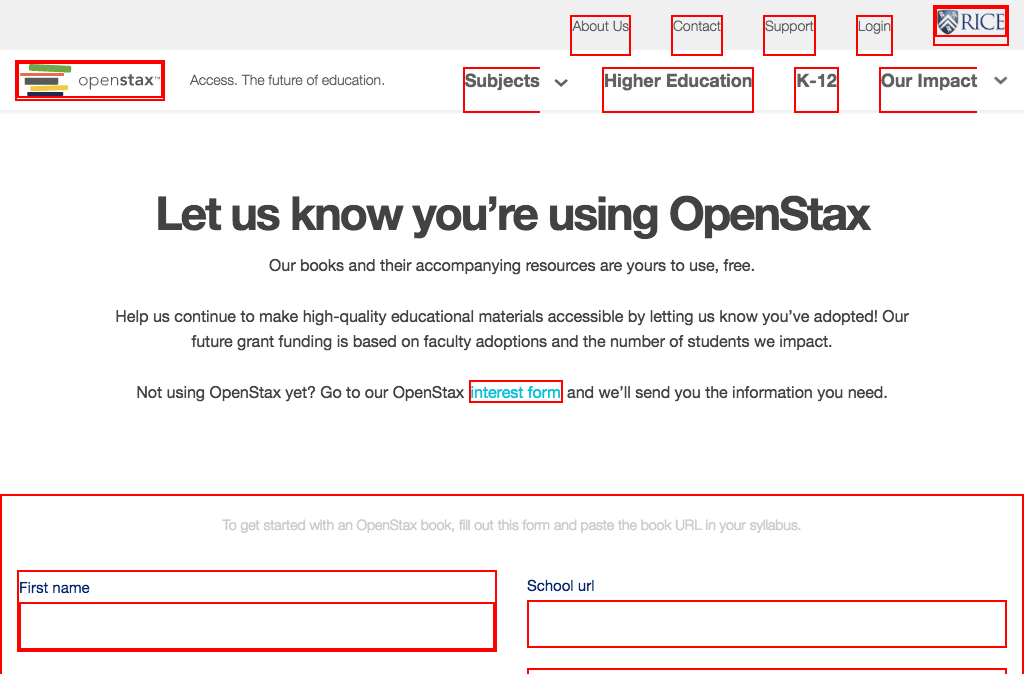 About Us Contact Support Login RICE
openstax™ Access. The future of education. Subjects Higher Education K-12 Our Impact
Let us know you’re using OpenStax
Our books and their accompanying resources are yours to use, free.
Help us continue to make high-quality educational materials accessible by letting us know you’ve adopted! Our
future grant funding is based on faculty adoptions and the number of students we impact.
Not using OpenStax yet? Go to our OpenStax interest form and we’ll send you the information you need.
To get started with an OpenStax book, fill out this form and paste the book URL in your syllabus.
First name
School url